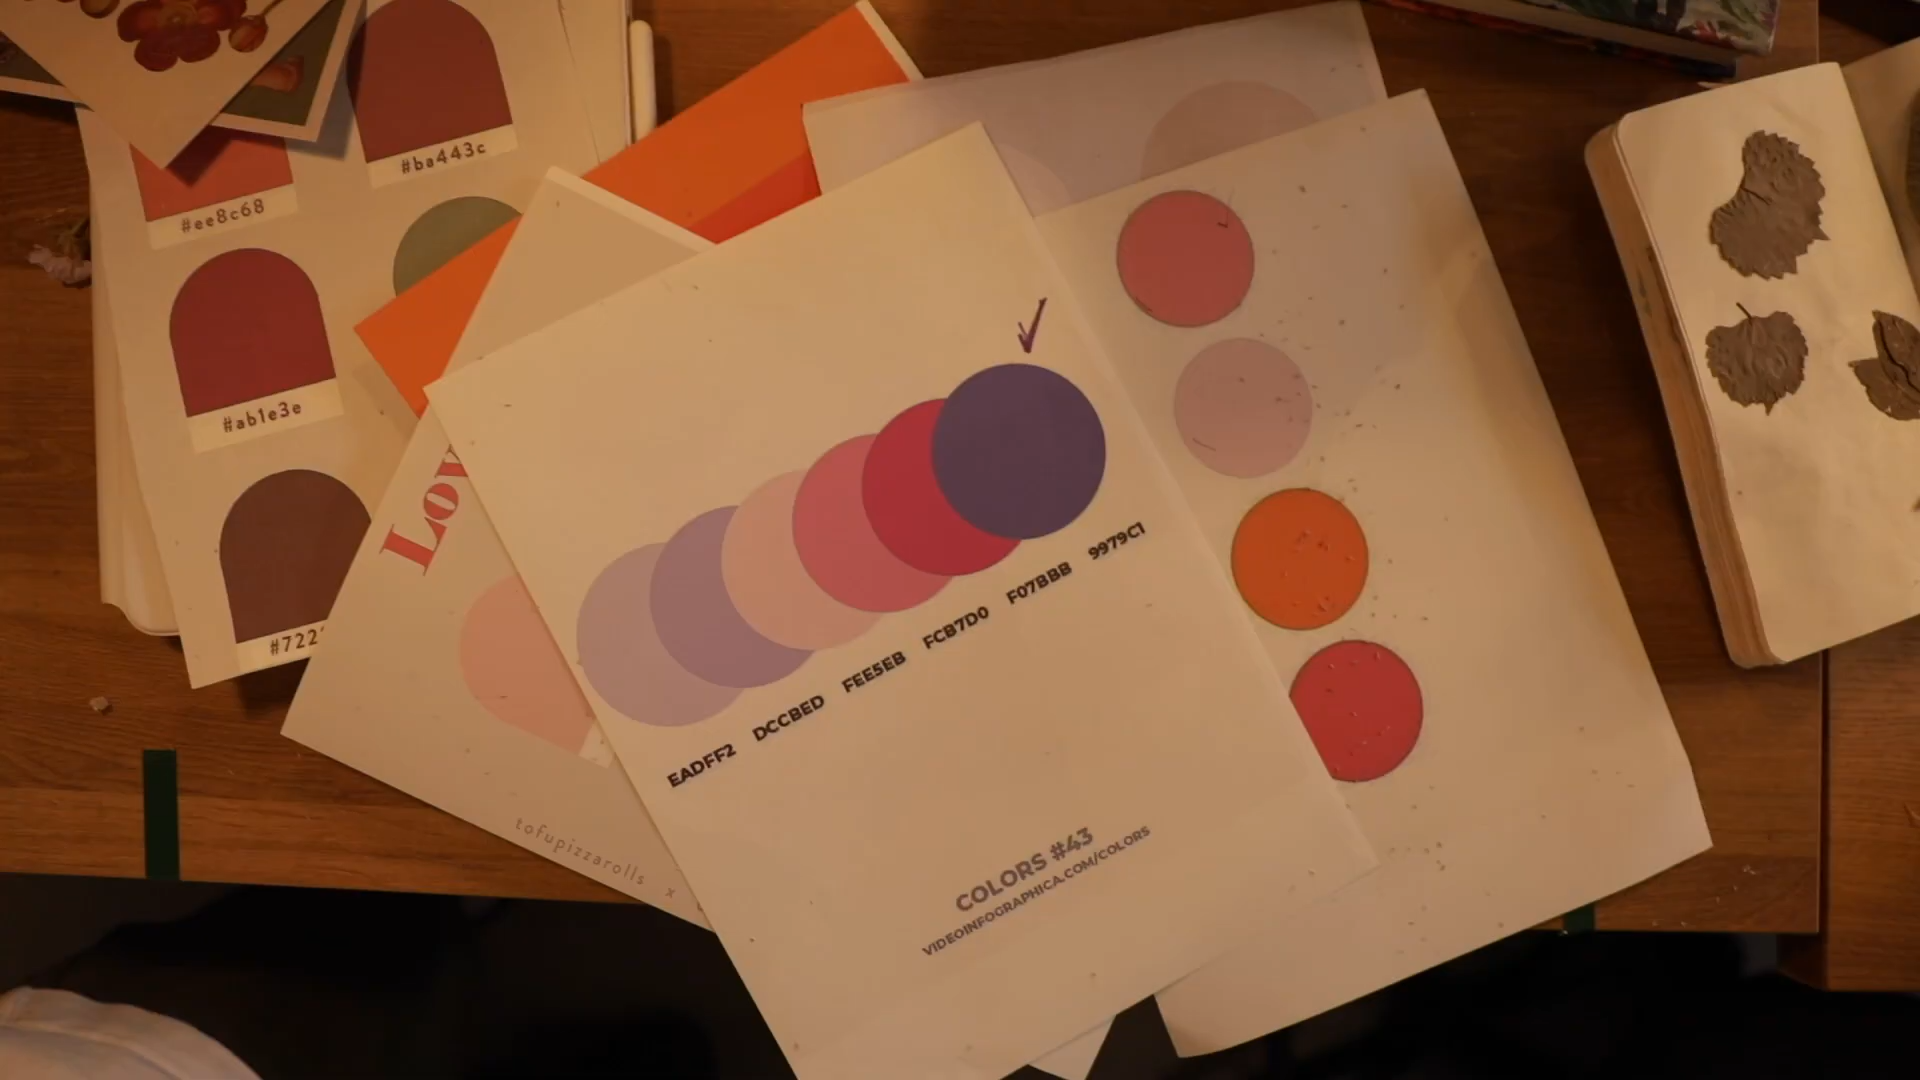 #ba443c
#ee8c68
#ab1e3e
#722
Lov
EADFF2 DCCBED FEE5EB FCB7D0 F07BBB 9979C1
tofupizzarolls x
COLORS #43
VIDEOINFOGRAPHICA.COM/COLORS